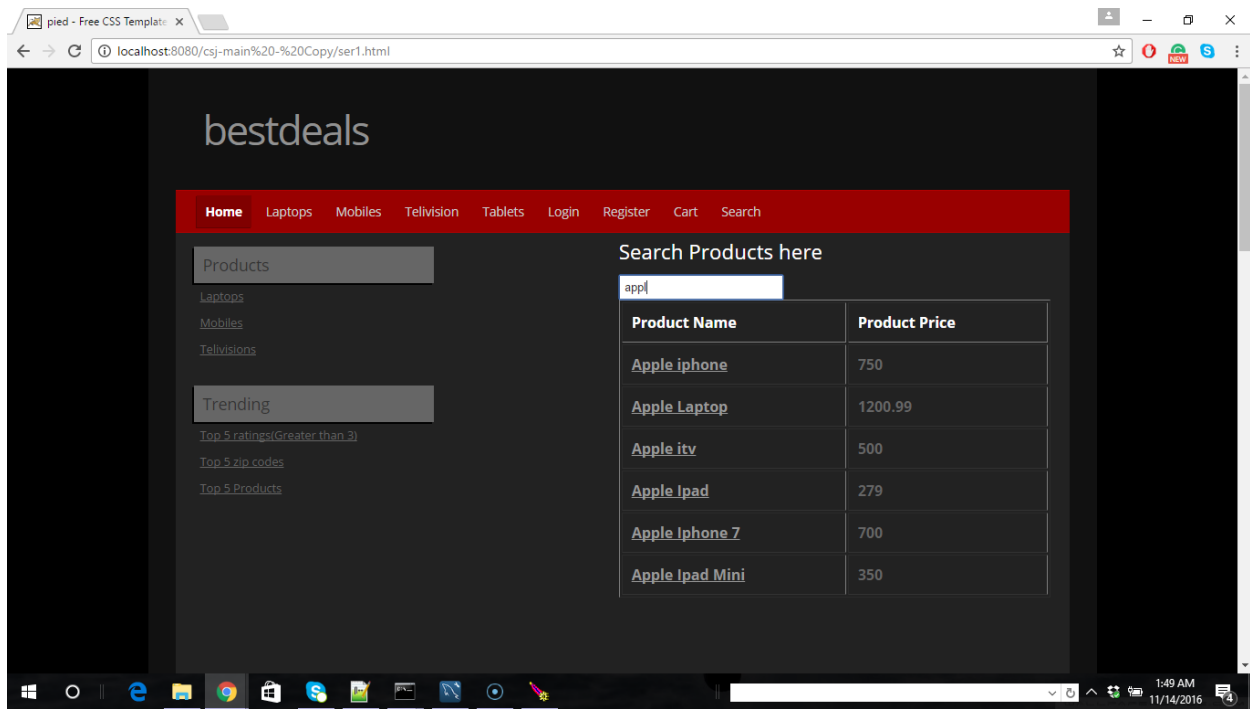 pied - Free CSS Template
localhost:8080/csj-main%20-%20Copy/ser1.html
NEW
bestdeals
Home Laptops Mobiles Telivision Tablets Login Register Cart Search
Products
Laptops
Mobiles
Telivisions
Trending
Top 5 ratings(Greater than 3)
Top 5 zip codes
Top 5 Products
Search Products here
appl
Product Name Product Price
Apple iphone 750
Apple Laptop 1200.99
Apple itv 500
Apple Ipad 279
Apple Iphone 7 700
Apple Ipad Mini 350
1:49 AM
11/14/2016
4